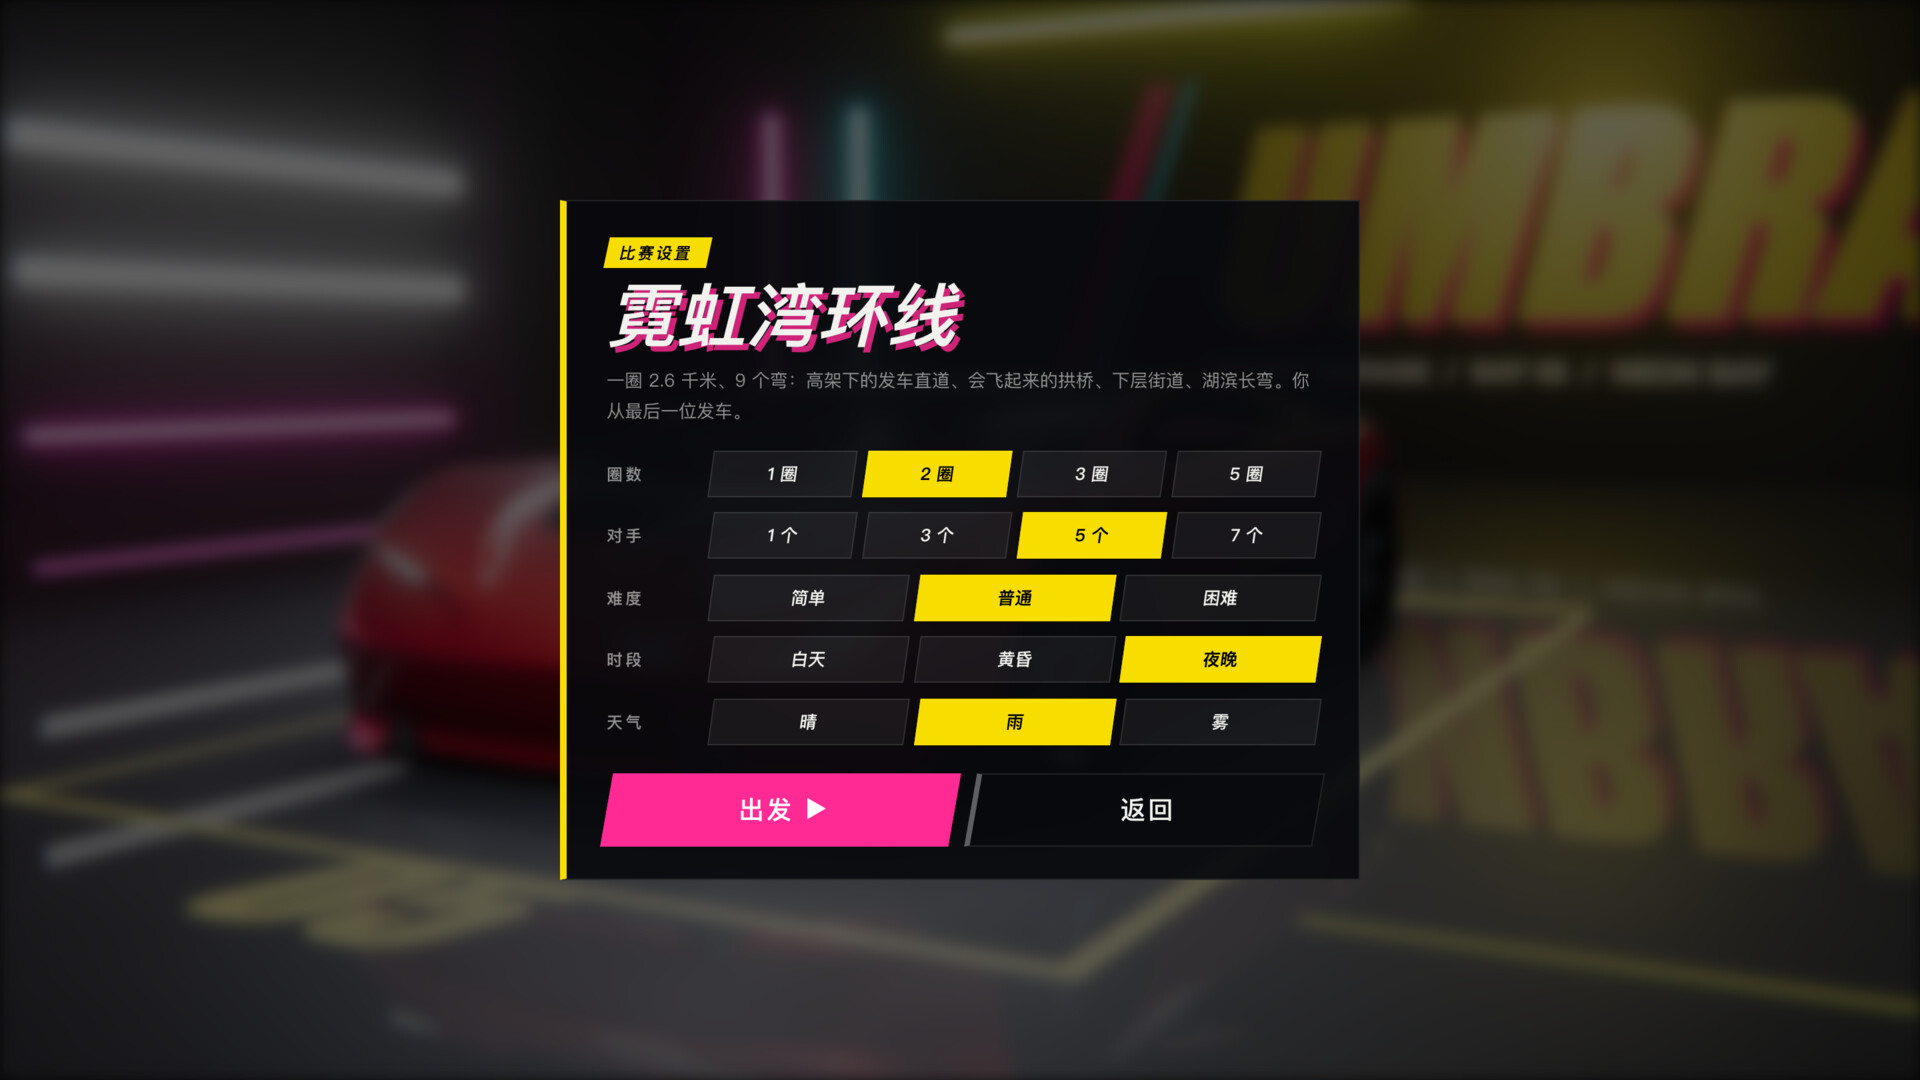 UMBRA
比赛设置
霓虹湾环线
一圈 2.6 千米、9 个弯：高架下的发车直道、会飞起来的拱桥、下层街道、湖滨长弯。你
从最后一位发车。
圈数
1 圈
2 圈
3 圈
5 圈
对手
1 个
3 个
5 个
7 个
难度
简单
普通
困难
时段
白天
黄昏
夜晚
天气
晴
雨
雾
出发 ▶
返回